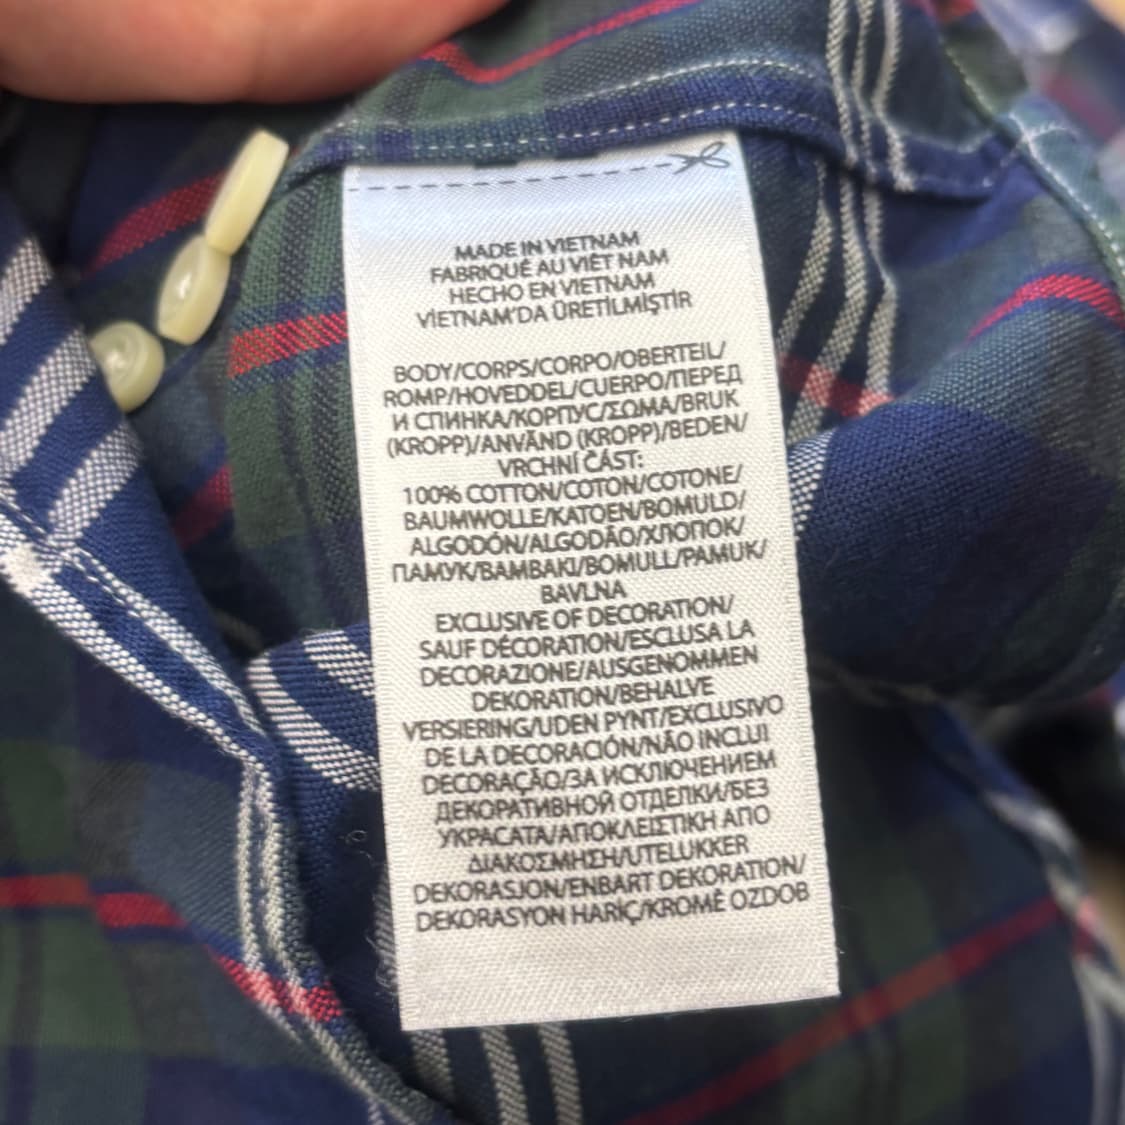 MADE IN VIETNAM
FABRIQUÉ AU VIÊT NAM
HECHO EN VIETNAM
VİETNAM'DA ÜRETİLMİŞTİR
BODY/CORPS/CORPO/OBERTEIL/
ROMP/HOVEDDEL/CUERPO/ПЕРЕД
И СПИНКА/КОРПУС/ΣΩΜΑ/BRUK
(KROPP)/ANVÄND (KROPP)/BEDEN/
VRCHNÍ ČÁST:
100% COTTON/COTON/COTONE/
BAUMWOLLE/KATOEN/BOMULD/
ALGODÓN/ALGODÃO/ХЛОПОК/
ПАМУК/ΒΑΜΒΑΚΙ/BOMULL/PAMUK/
BAVLNA
EXCLUSIVE OF DECORATION/
SAUF DÉCORATION/ESCLUSA LA
DECORAZIONE/AUSGENOMMEN
DEKORATION/BEHALVE
VERSIERING/UDEN PYNT/EXCLUSIVO
DE LA DECORACIÓN/NÃO INCLUI
DECORAÇÃO/ЗА ИСКЛЮЧЕНИЕМ
ДЕКОРАТИВНОЙ ОТДЕЛКИ/БЕЗ
УКРАСАТА/ΑΠΟΚΛΕΙΣΤΙΚΗ ΑΠΟ
ΔΙΑΚΟΣΜΗΣΗ/UTELUKKER
DEKORASJON/ENBART DEKORATION/
DEKORASYON HARİÇ/KROMĚ OZDOB